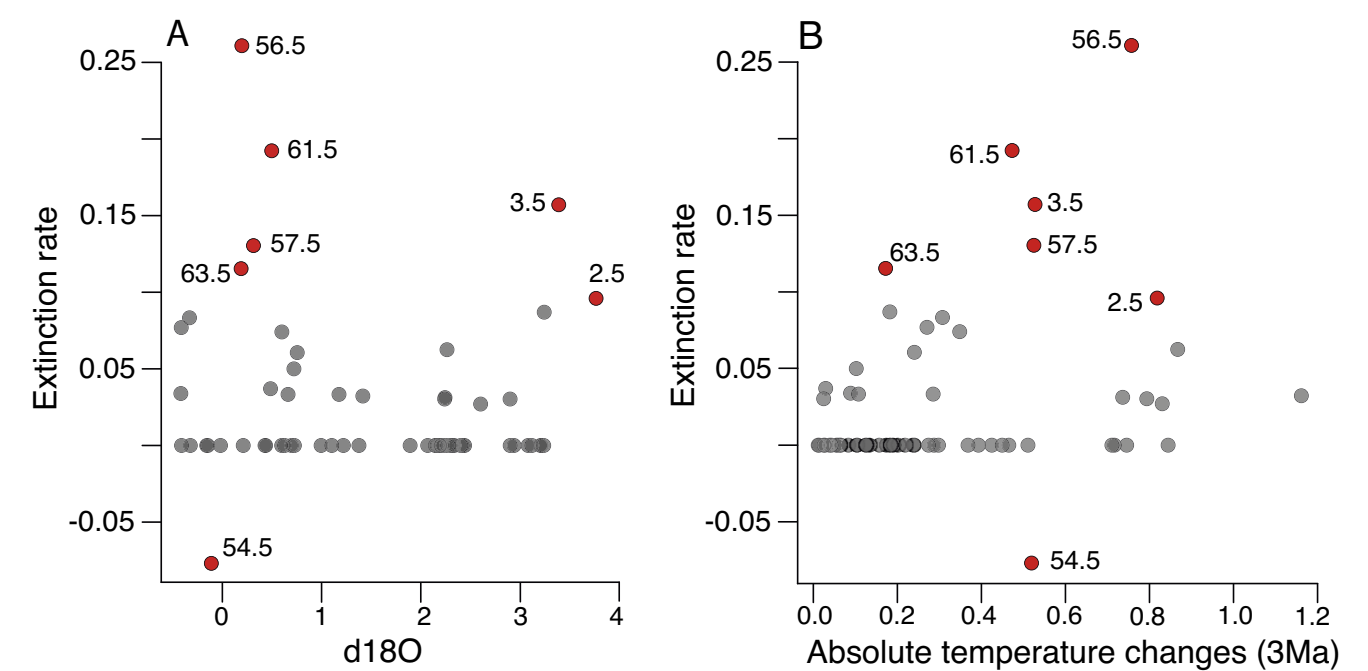 A
56.5
0.25
61.5
0.15
3.5
57.5
63.5
2.5
0.05
-0.05
54.5
Extinction rate
0 1 2 3 4
d18O
B
56.5
0.25
61.5
0.15
3.5
57.5
63.5
2.5
0.05
-0.05
54.5
Extinction rate
0.0 0.2 0.4 0.6 0.8 1.0 1.2
Absolute temperature changes (3Ma)